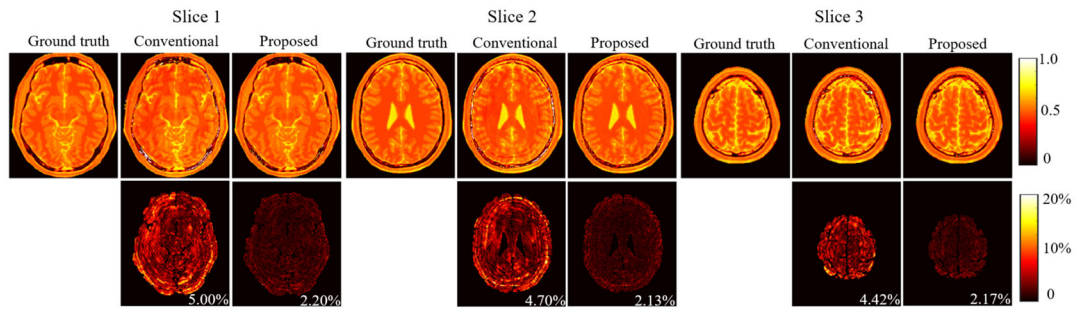 Slice 1 Slice 2 Slice 3
Ground truth Conventional Proposed Ground truth Conventional Proposed Ground truth Conventional Proposed
1.0
0.5
0
20%
10%
0
5.00% 2.20% 4.70% 2.13% 4.42% 2.17%